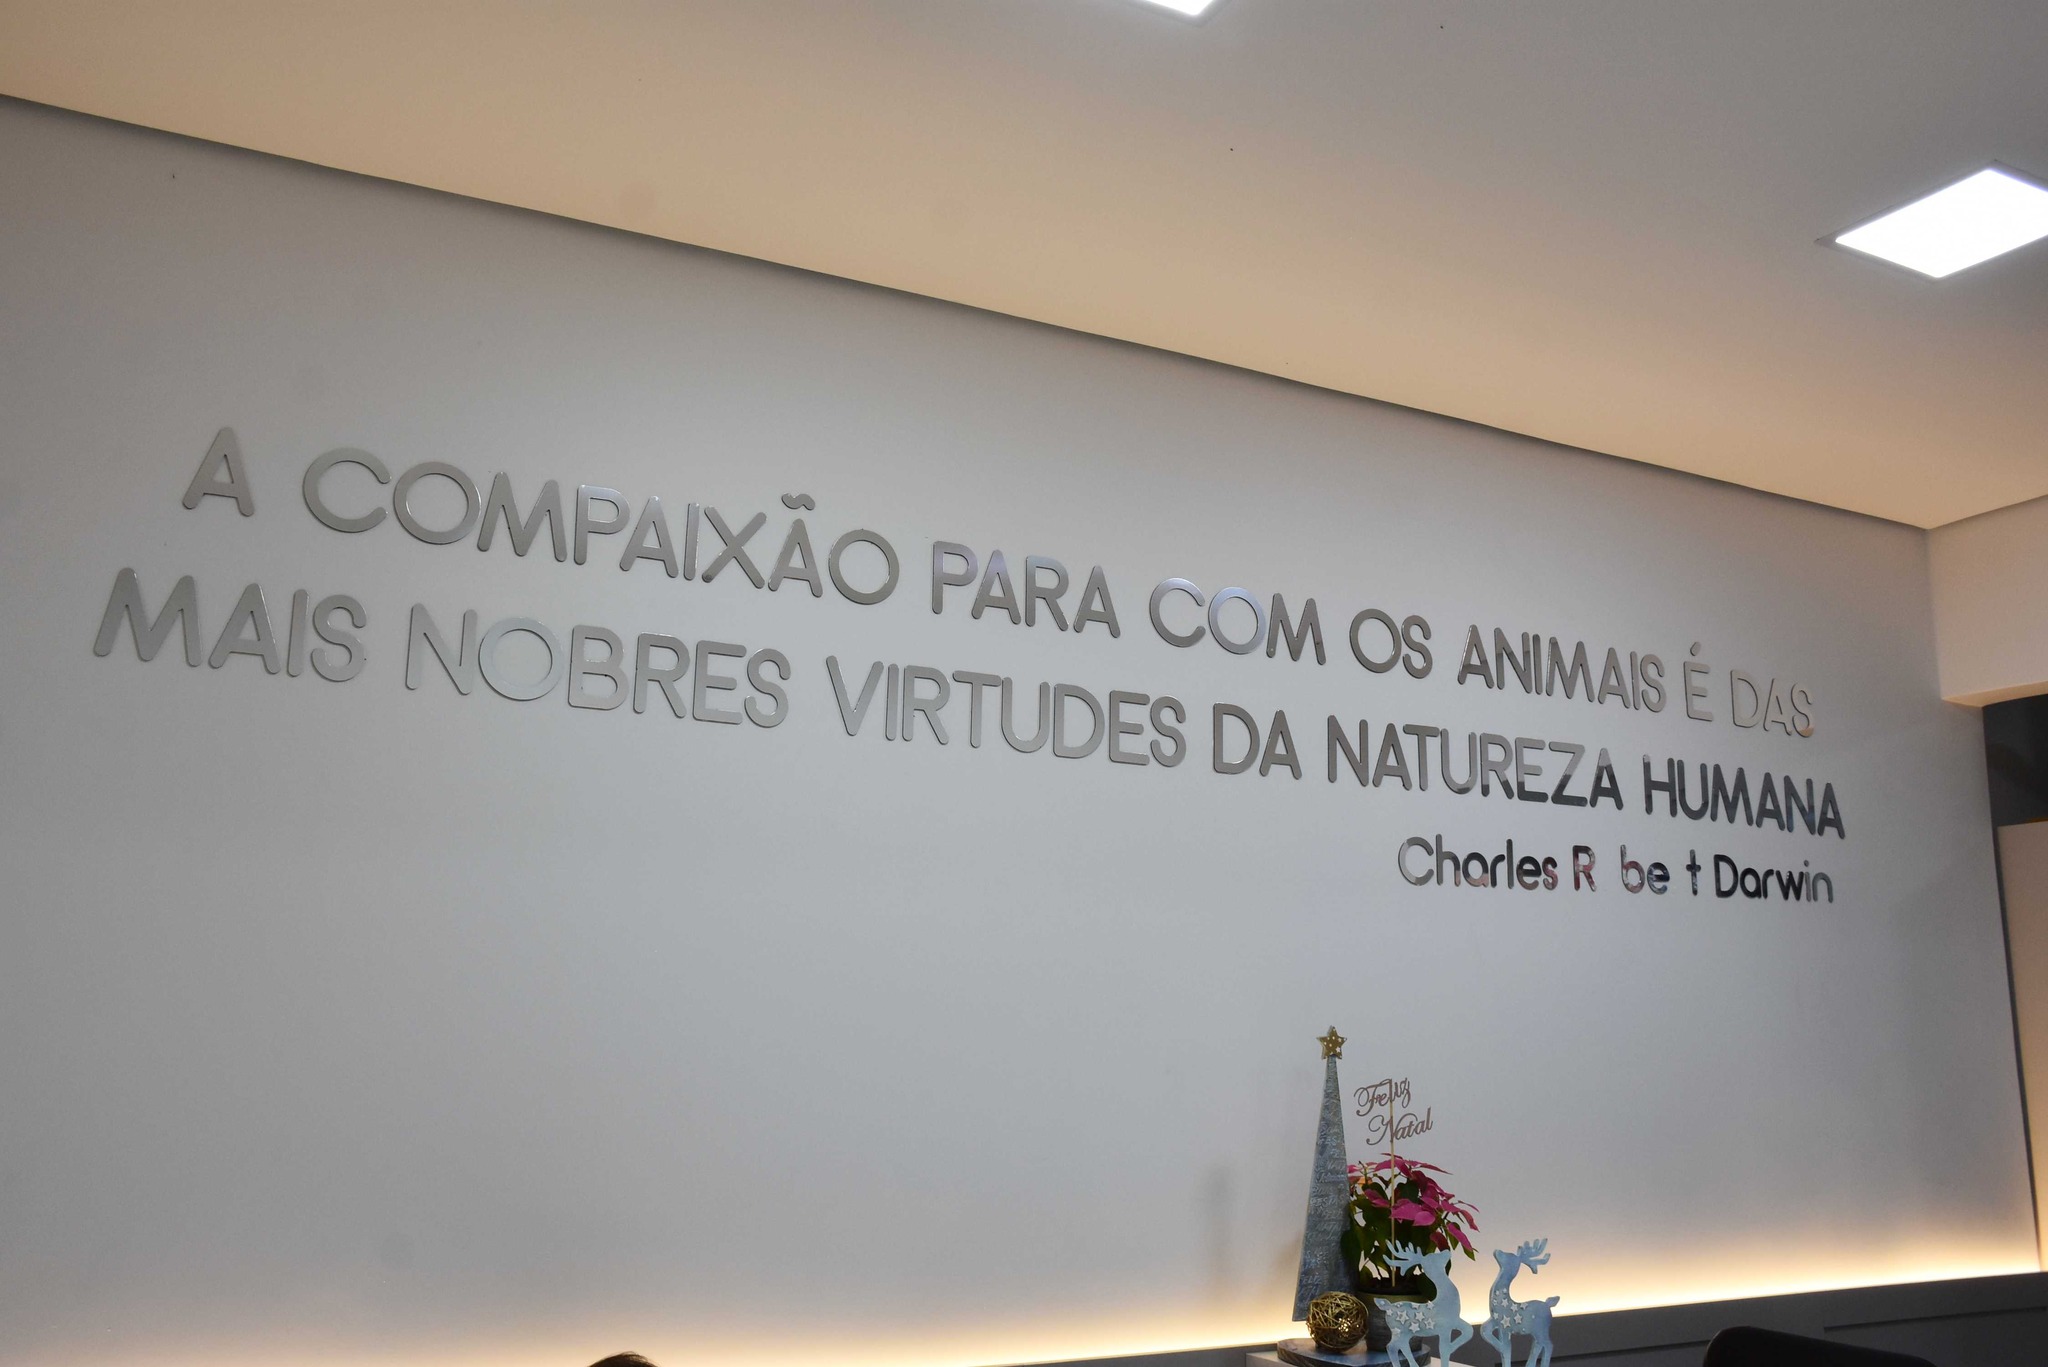 A COMPAIXÃO PARA COM OS ANIMAIS É DAS
MAIS NOBRES VIRTUDES DA NATUREZA HUMANA
Charles R be t Darwin
Feliz
Natal